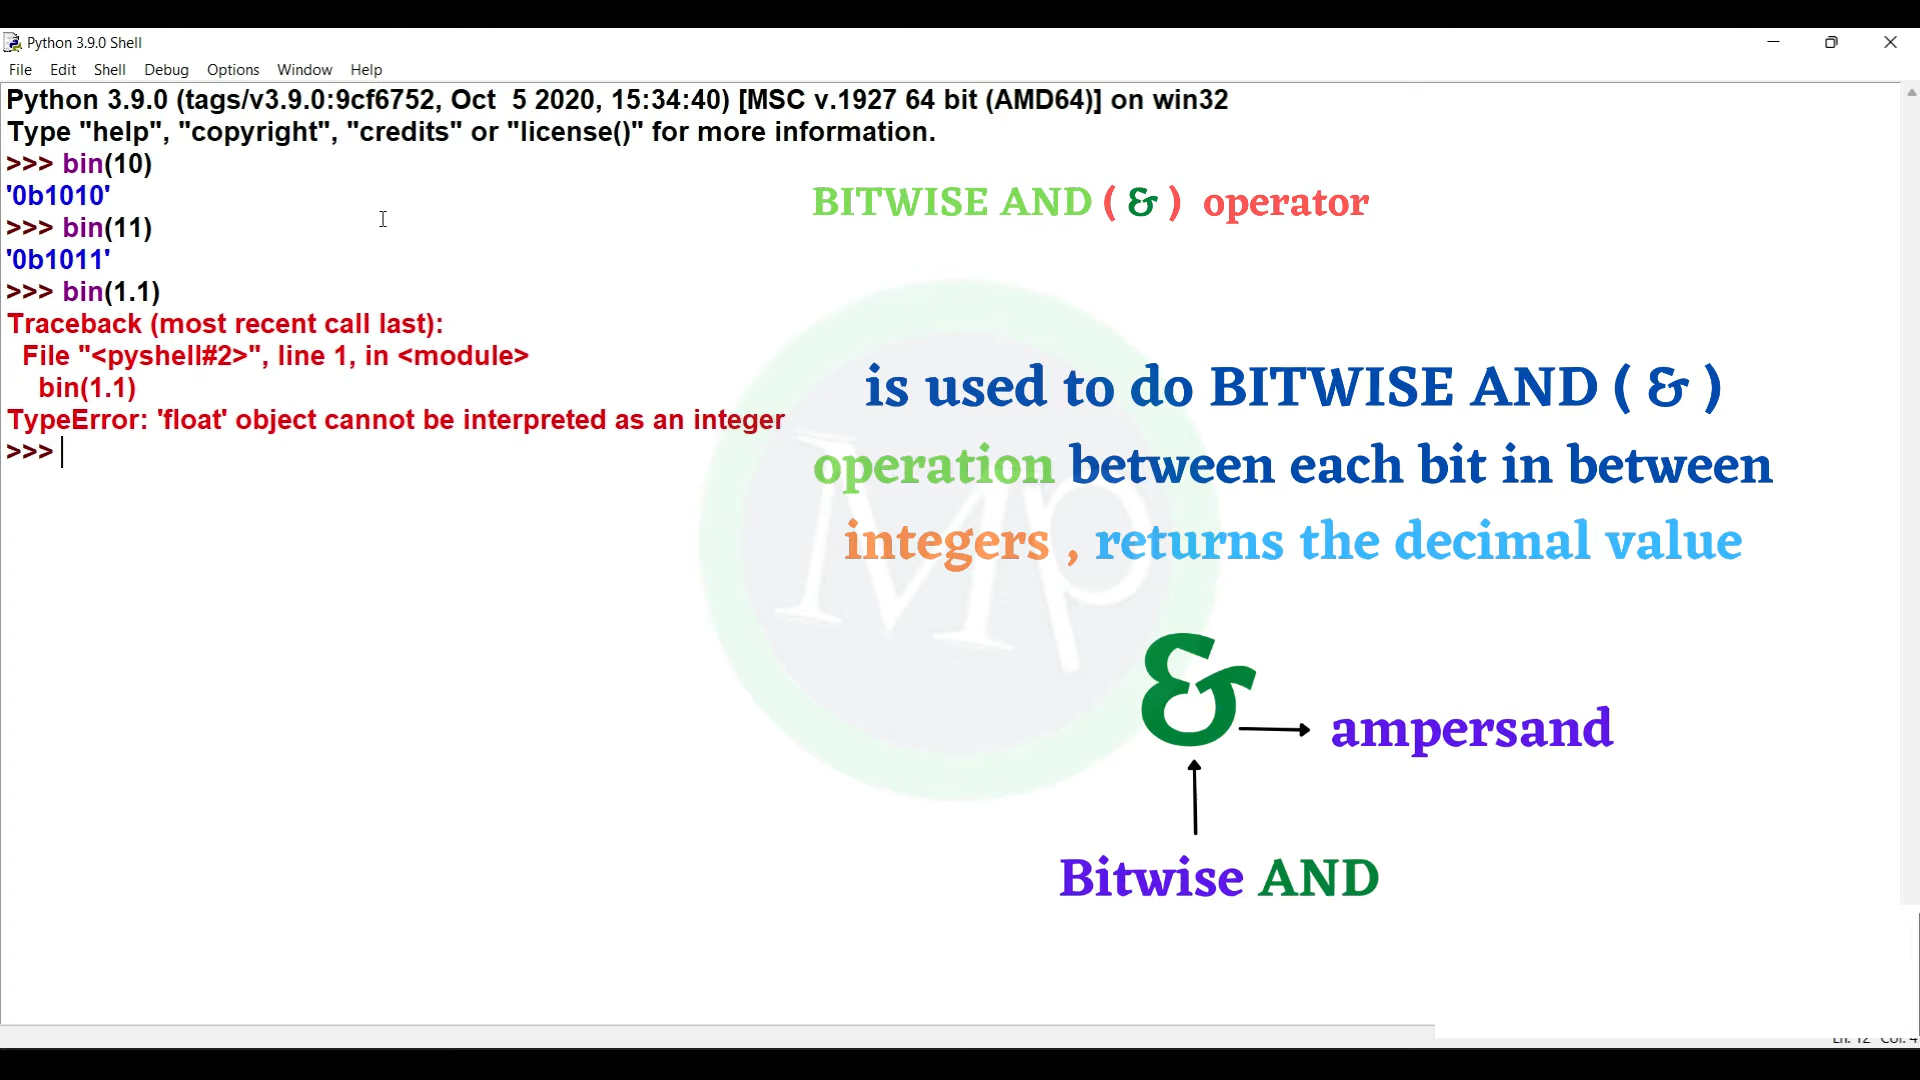 Python 3.9.0 Shell
File Edit Shell Debug Options Window Help
Python 3.9.0 (tags/v3.9.0:9cf6752, Oct  5 2020, 15:34:40) [MSC v.1927 64 bit (AMD64)] on win32
Type "help", "copyright", "credits" or "license()" for more information.
>>> bin(10)
'0b1010'
>>> bin(11)
'0b1011'
>>> bin(1.1)
Traceback (most recent call last):
  File "<pyshell#2>", line 1, in <module>
    bin(1.1)
TypeError: 'float' object cannot be interpreted as an integer
>>>
BITWISE AND ( & ) operator
is used to do BITWISE AND ( & )
operation between each bit in between
integers , returns the decimal value
Mp
&
ampersand
Bitwise AND
Ln: 12 Col: 4